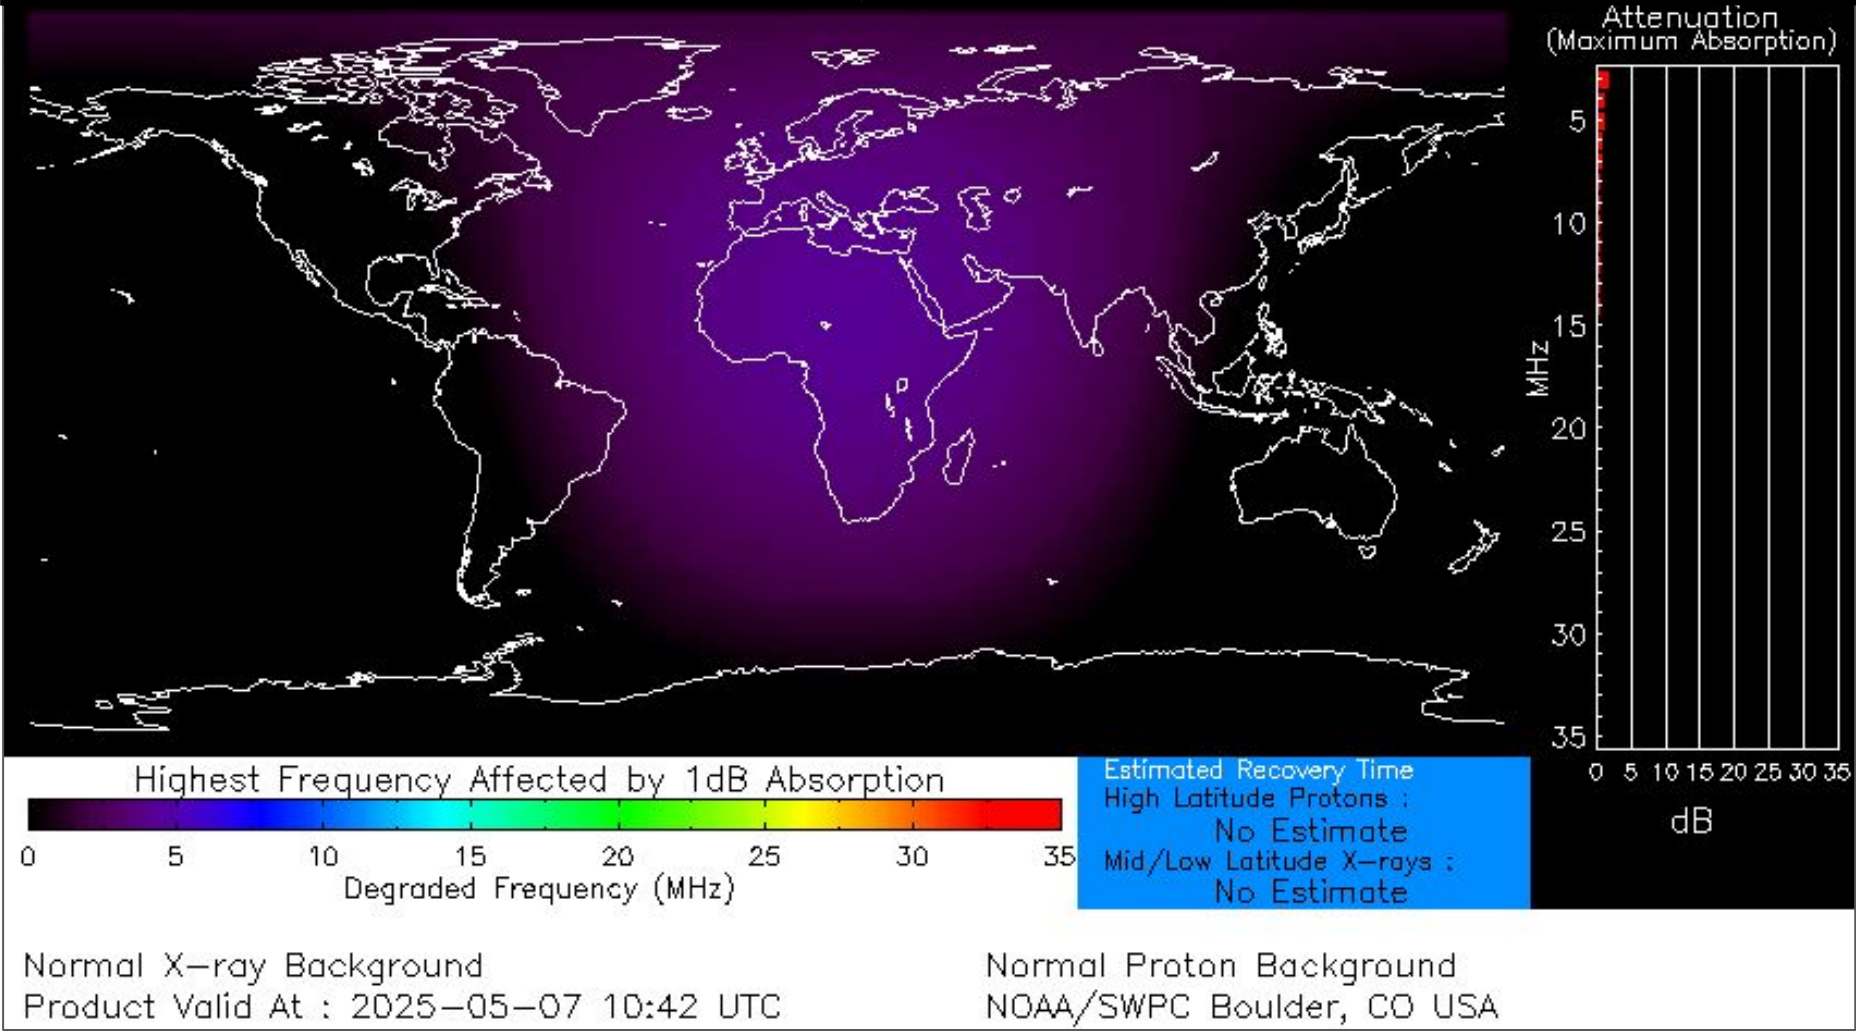 Attenuation
(Maximum Absorption)
5
10
15
20
25
30
35
MHz
0 5 10 15 20 25 30 35
dB
Highest Frequency Affected by 1dB Absorption
0 5 10 15 20 25 30 35
Degraded Frequency (MHz)
Estimated Recovery Time
High Latitude Protons :
No Estimate
Mid/Low Latitude X-rays :
No Estimate
Normal X-ray Background
Product Valid At : 2025-05-07 10:42 UTC
Normal Proton Background
NOAA/SWPC Boulder, CO USA